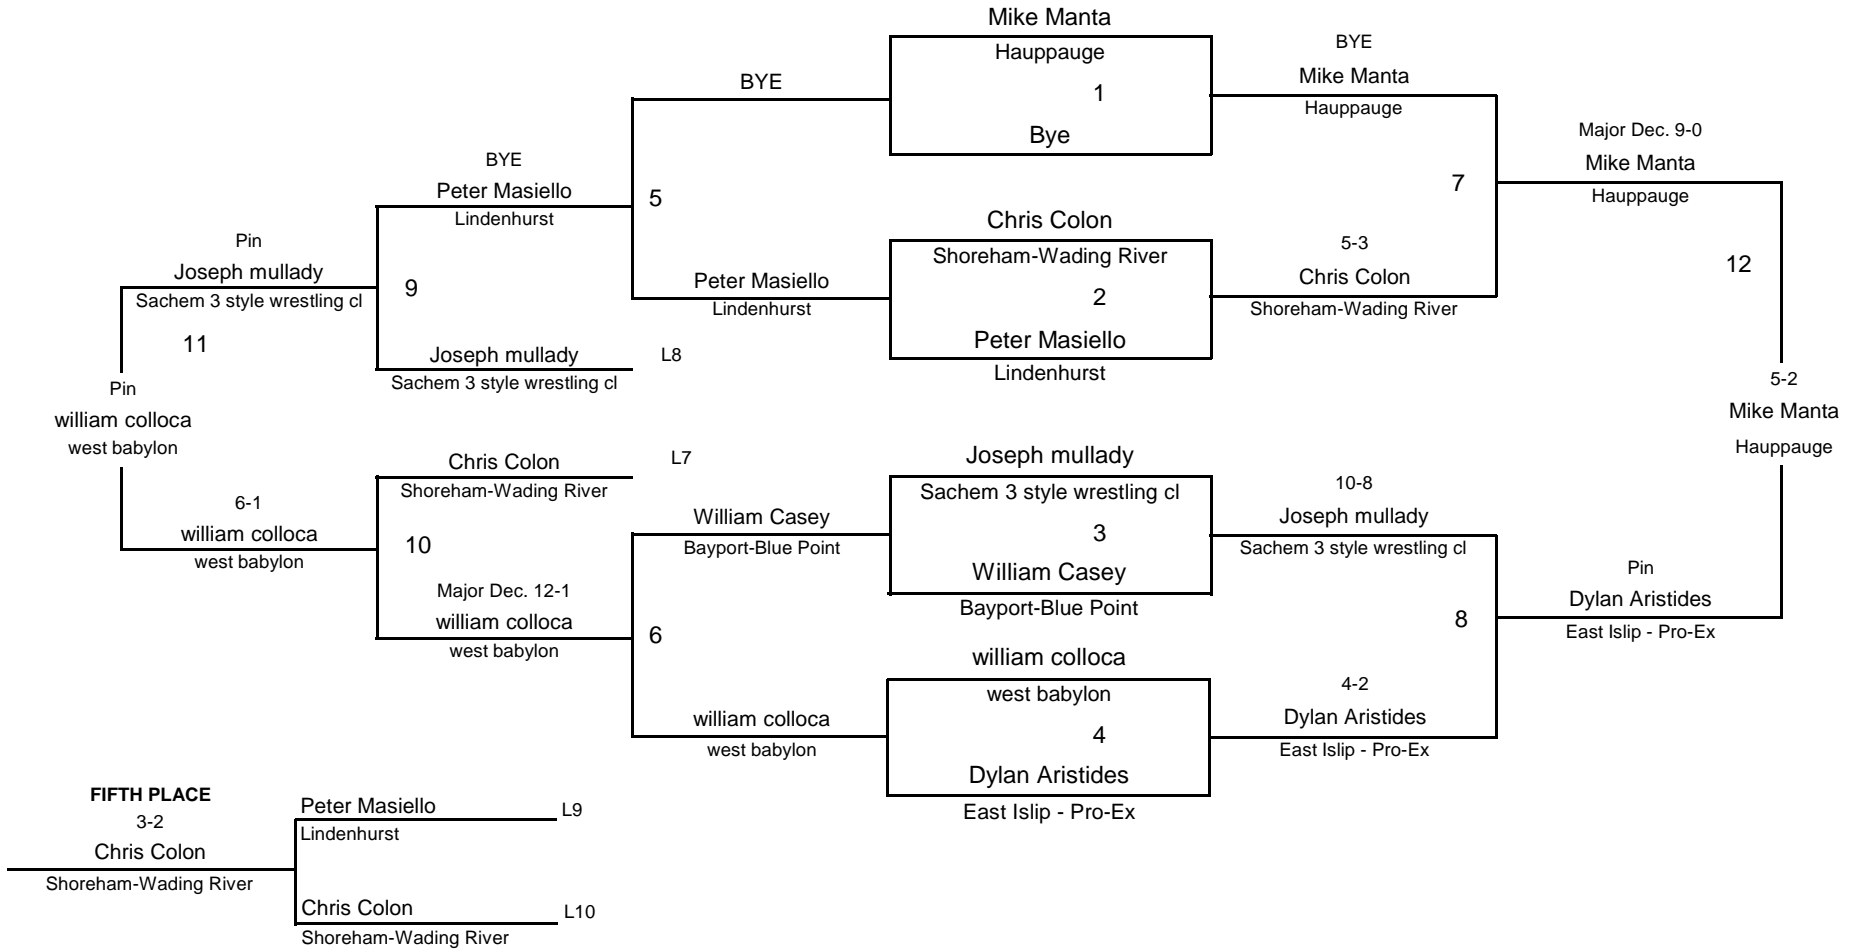 Mike Manta
Hauppauge
1
Bye
BYE
BYE
Mike Manta
Hauppauge
Major Dec. 9-0
Mike Manta
Hauppauge
7
BYE
Peter Masiello
Lindenhurst
5
Chris Colon
Shoreham-Wading River
2
Peter Masiello
Lindenhurst
5-3
Chris Colon
Shoreham-Wading River
12
Pin
Joseph mullady
Sachem 3 style wrestling cl
9
Peter Masiello
Lindenhurst
11
Joseph mullady
L8
Sachem 3 style wrestling cl
Pin
william colloca
west babylon
5-2
Mike Manta
Hauppauge
Chris Colon
L7
Shoreham-Wading River
Joseph mullady
Sachem 3 style wrestling cl
3
William Casey
Bayport-Blue Point
10-8
Joseph mullady
Sachem 3 style wrestling cl
6-1
william colloca
west babylon
10
William Casey
Bayport-Blue Point
Major Dec. 12-1
william colloca
west babylon
6
Pin
Dylan Aristides
East Islip - Pro-Ex
8
william colloca
west babylon
4
Dylan Aristides
East Islip - Pro-Ex
4-2
Dylan Aristides
East Islip - Pro-Ex
william colloca
west babylon
FIFTH PLACE
3-2
Chris Colon
Shoreham-Wading River
Peter Masiello
L9
Lindenhurst
Chris Colon
L10
Shoreham-Wading River